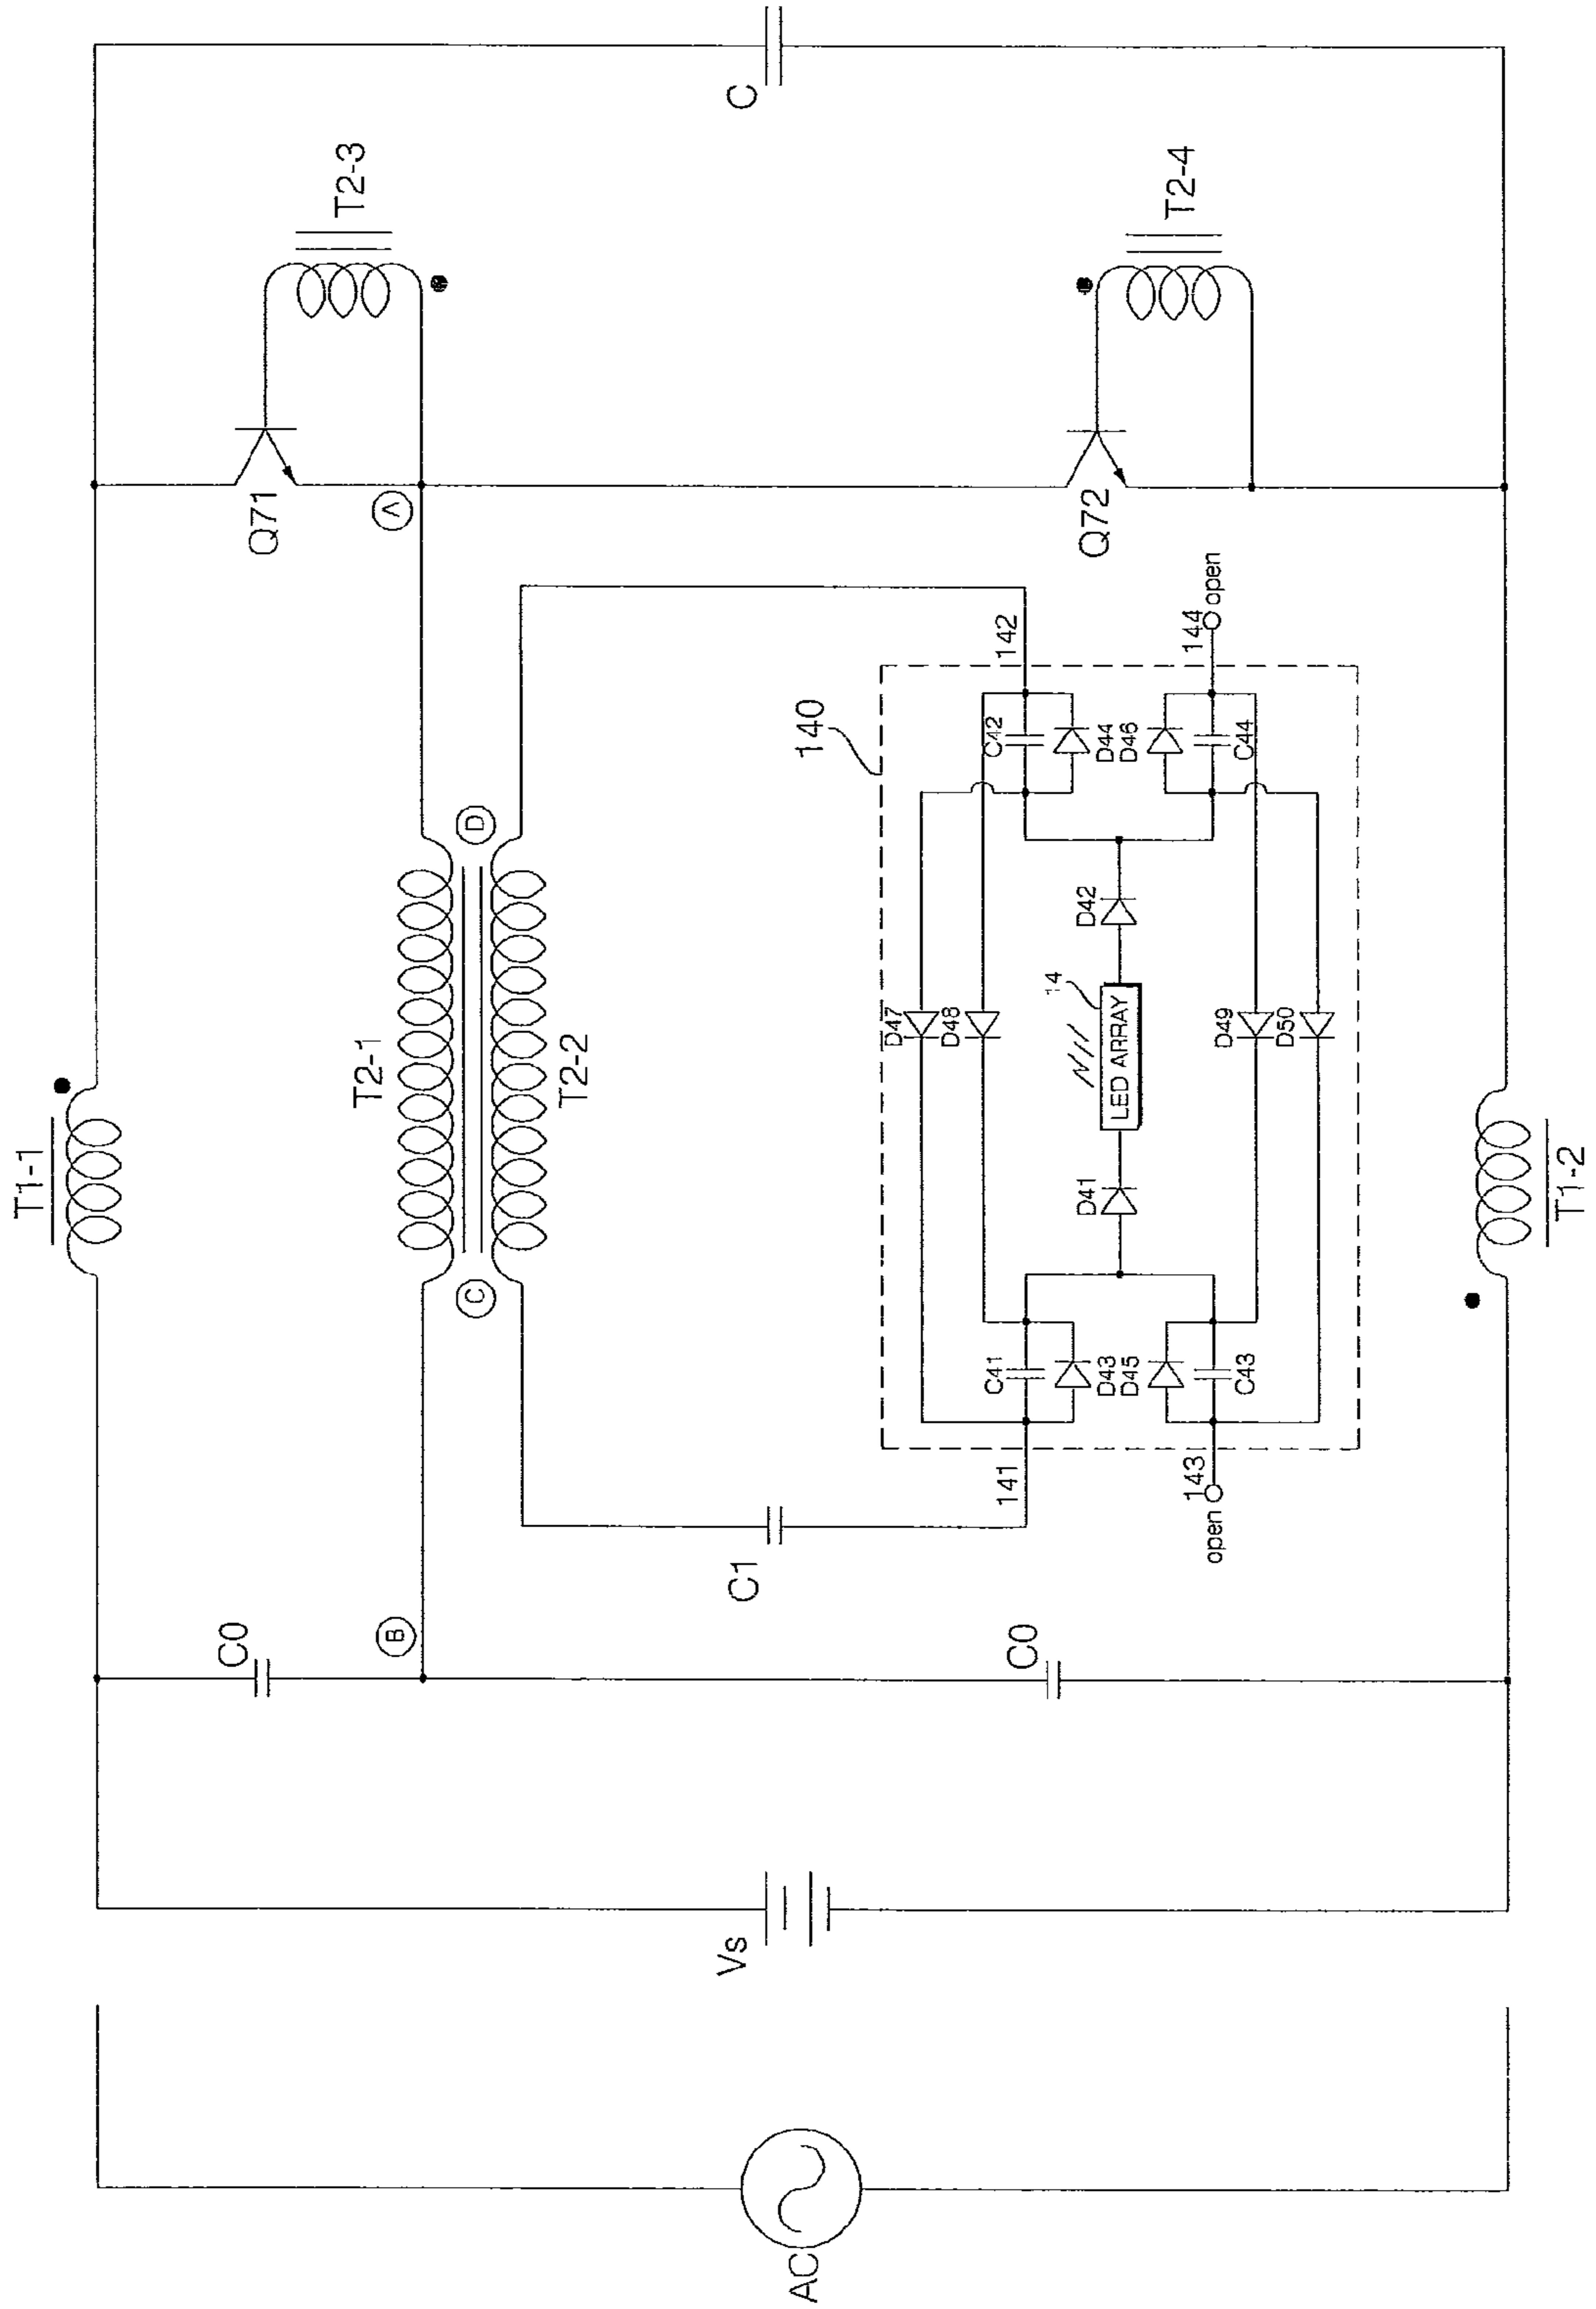 AC
Vs
C0
B
C0
T1-1
T2-1
C
D
T2-2
C1
141
143
open
C41
D43
D45
C43
D41
14
LED ARRAY
D42
D47
D48
D49
D50
C42
D44
D46
C44
140
142
144
open
A
Q71
T2-3
Q72
T2-4
T1-2
C